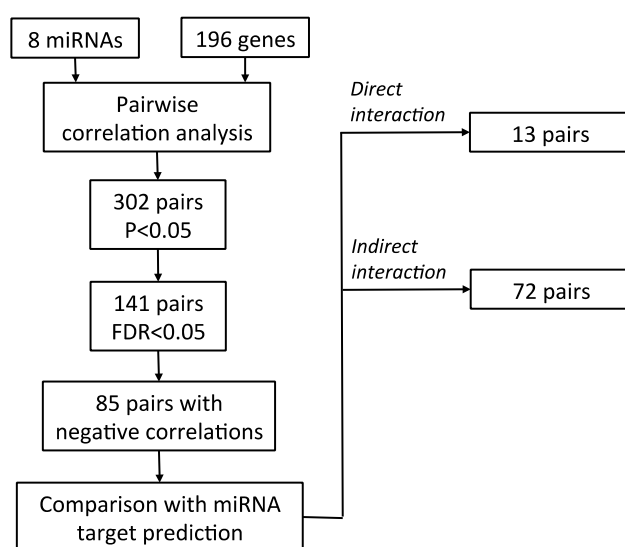 8 miRNAs
196 genes
Pairwise
correlation analysis
302 pairs
P<0.05
141 pairs
FDR<0.05
85 pairs with
negative correlations
Comparison with miRNA
target prediction
Direct
interaction
13 pairs
Indirect
interaction
72 pairs